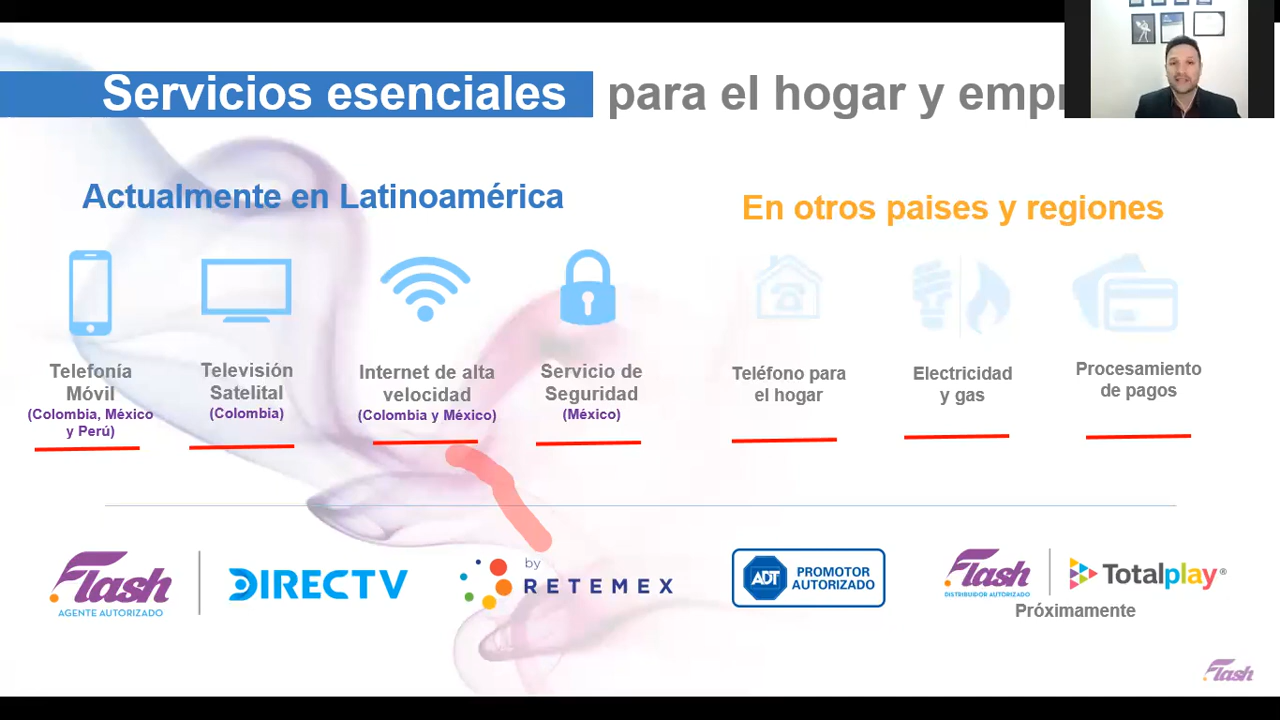 Servicios esenciales para el hogar y empr
Actualmente en Latinoamérica
En otros paises y regiones
Telefonía
Móvil
(Colombia, México
y Perú)
Televisión
Satelital
(Colombia)
Internet de alta
velocidad
(Colombia y México)
Servicio de
Seguridad
(México)
Teléfono para
el hogar
Electricidad
y gas
Procesamiento
de pagos
Flash
AGENTE AUTORIZADO
DIRECTV
by
RETEMEX
ADT
PROMOTOR
AUTORIZADO
Flash
DISTRIBUIDOR AUTORIZADO
Totalplay®
Próximamente
Flash